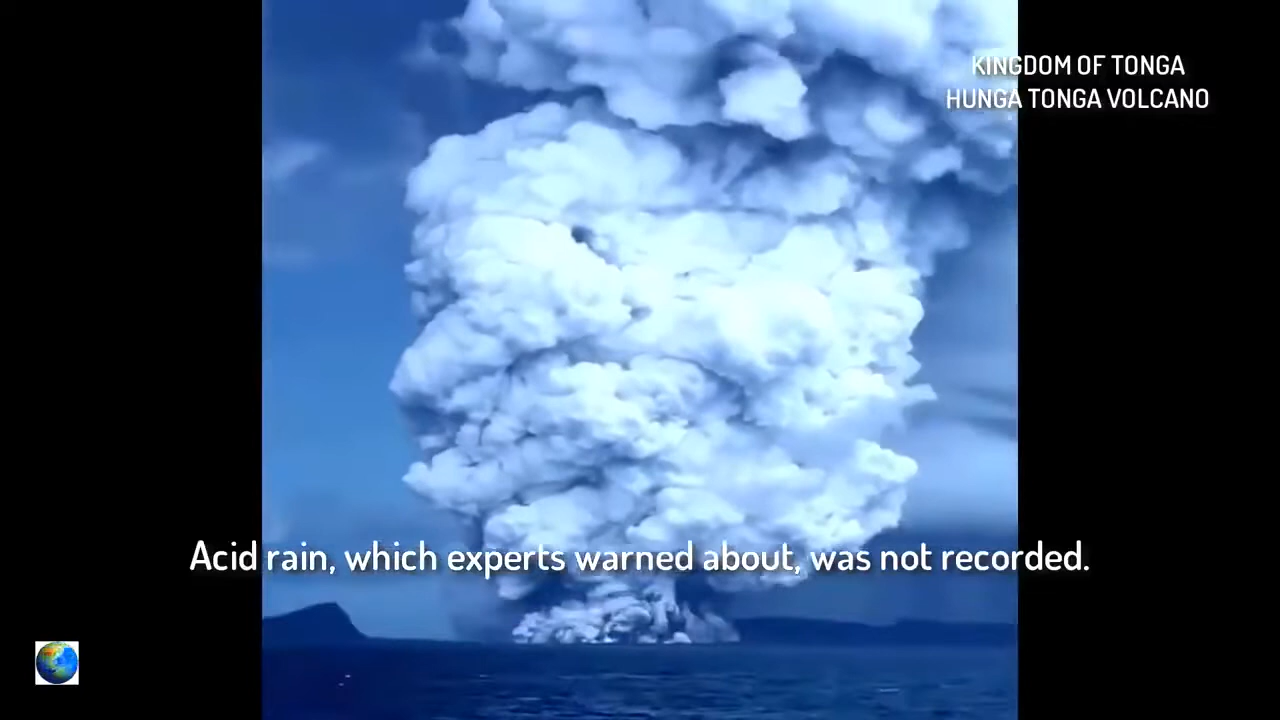 KINGDOM OF TONGA
HUNGA TONGA VOLCANO
Acid rain, which experts warned about, was not recorded.